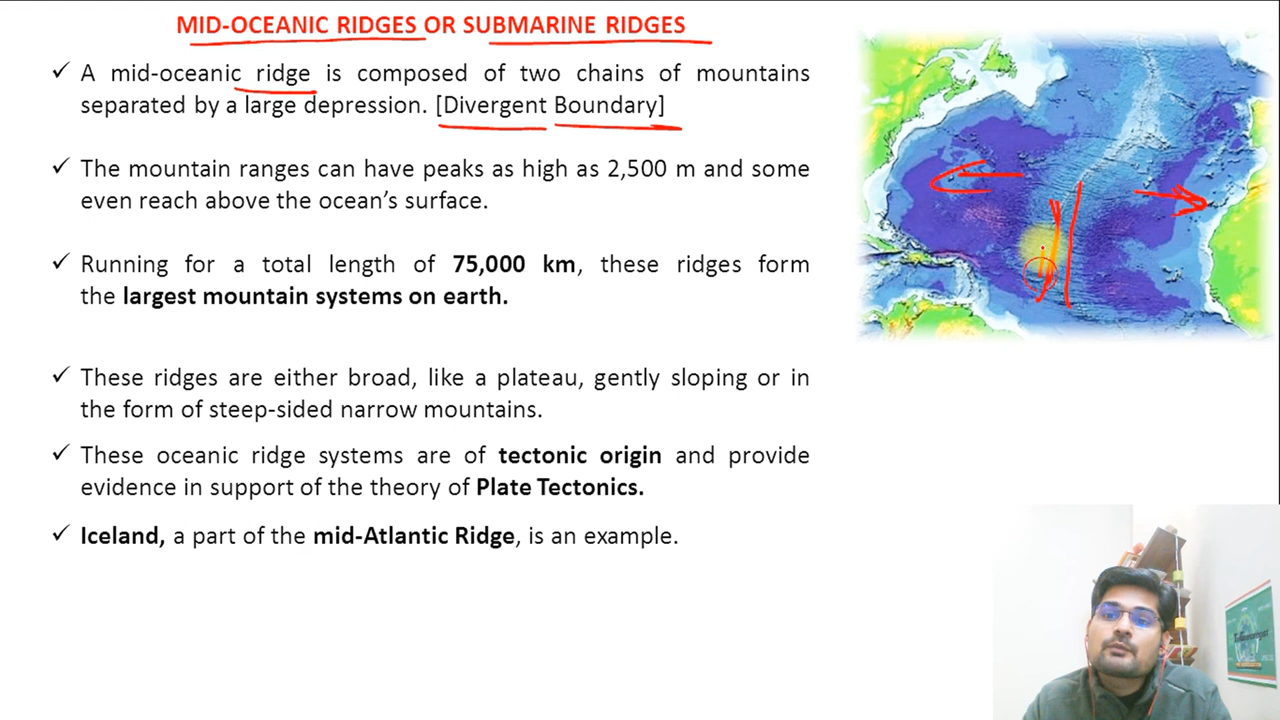 MID-OCEANIC RIDGES OR SUBMARINE RIDGES
✓ A mid-oceanic ridge is composed of two chains of mountains
separated by a large depression. [Divergent Boundary]
✓ The mountain ranges can have peaks as high as 2,500 m and some
even reach above the ocean’s surface.
✓ Running for a total length of 75,000 km, these ridges form
the largest mountain systems on earth.
✓ These ridges are either broad, like a plateau, gently sloping or in
the form of steep-sided narrow mountains.
✓ These oceanic ridge systems are of tectonic origin and provide
evidence in support of the theory of Plate Tectonics.
✓ Iceland, a part of the mid-Atlantic Ridge, is an example.